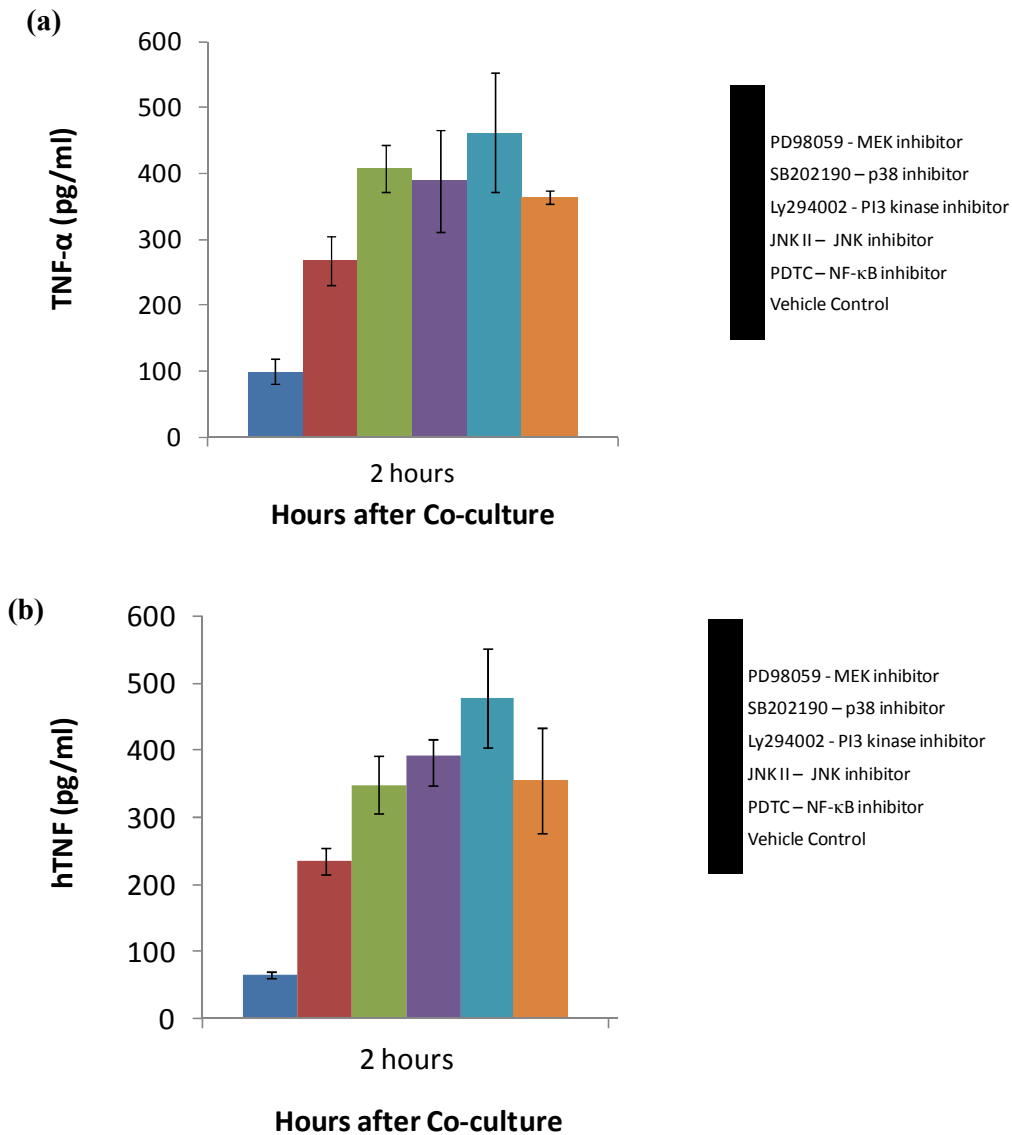 (a)
600
500
400
300
200
100
0
TNF-α (pg/ml)
2 hours
Hours after Co-culture
PD98059 - MEK inhibitor
SB202190 – p38 inhibitor
Ly294002 - PI3 kinase inhibitor
JNK II – JNK inhibitor
PDTC – NF-κB inhibitor
Vehicle Control
(b)
600
500
400
300
200
100
0
hTNF (pg/ml)
2 hours
Hours after Co-culture
PD98059 - MEK inhibitor
SB202190 – p38 inhibitor
Ly294002 - PI3 kinase inhibitor
JNK II – JNK inhibitor
PDTC – NF-κB inhibitor
Vehicle Control